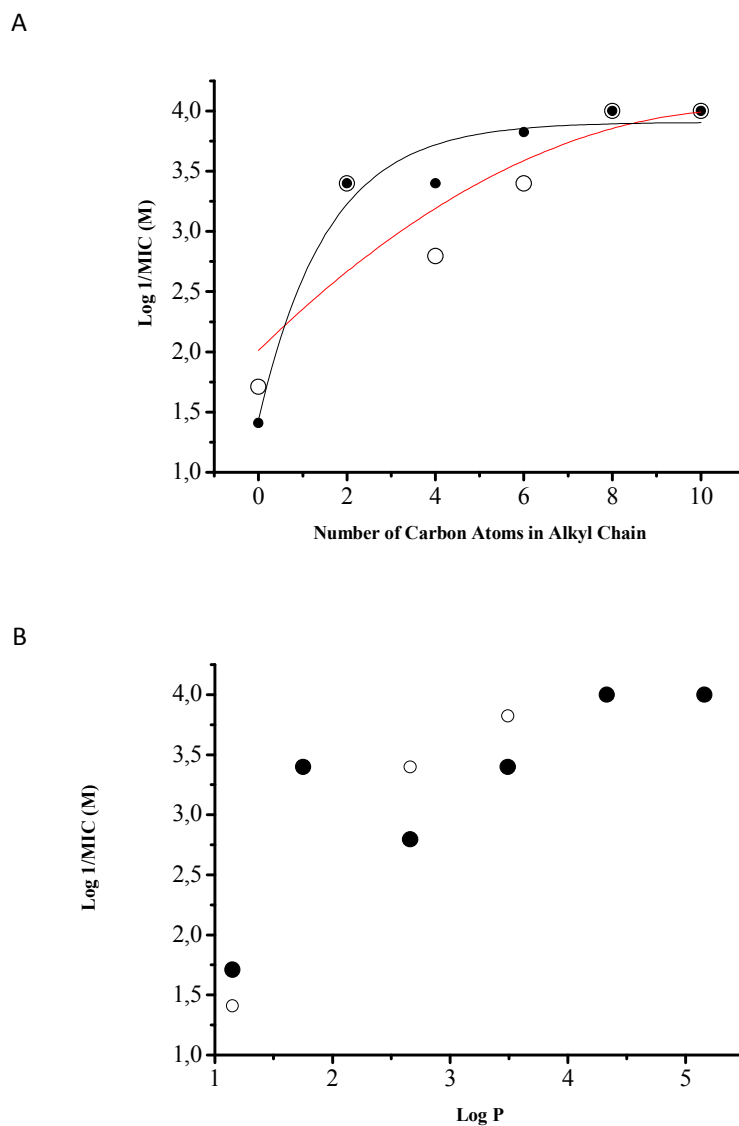 A
4,0
3,5
3,0
2,5
2,0
1,5
1,0
Log 1/MIC (M)
0 2 4 6 8 10
Number of Carbon Atoms in Alkyl Chain
B
4,0
3,5
3,0
2,5
2,0
1,5
1,0
Log 1/MIC (M)
1 2 3 4 5
Log P